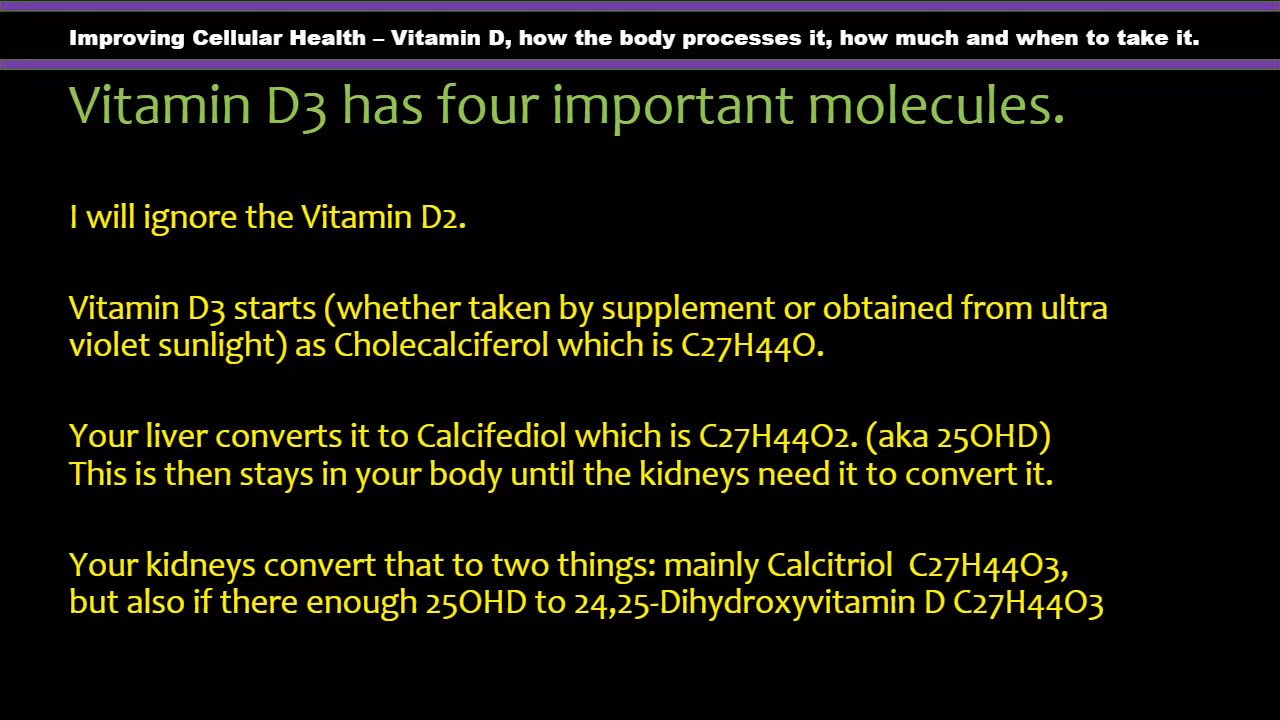 Improving Cellular Health – Vitamin D, how the body processes it, how much and when to take it.
Vitamin D3 has four important molecules.
I will ignore the Vitamin D2.
Vitamin D3 starts (whether taken by supplement or obtained from ultra
violet sunlight) as Cholecalciferol which is C27H44O.
Your liver converts it to Calcifediol which is C27H44O2. (aka 25OHD)
This is then stays in your body until the kidneys need it to convert it.
Your kidneys convert that to two things: mainly Calcitriol  C27H44O3,
but also if there enough 25OHD to 24,25-Dihydroxyvitamin D C27H44O3